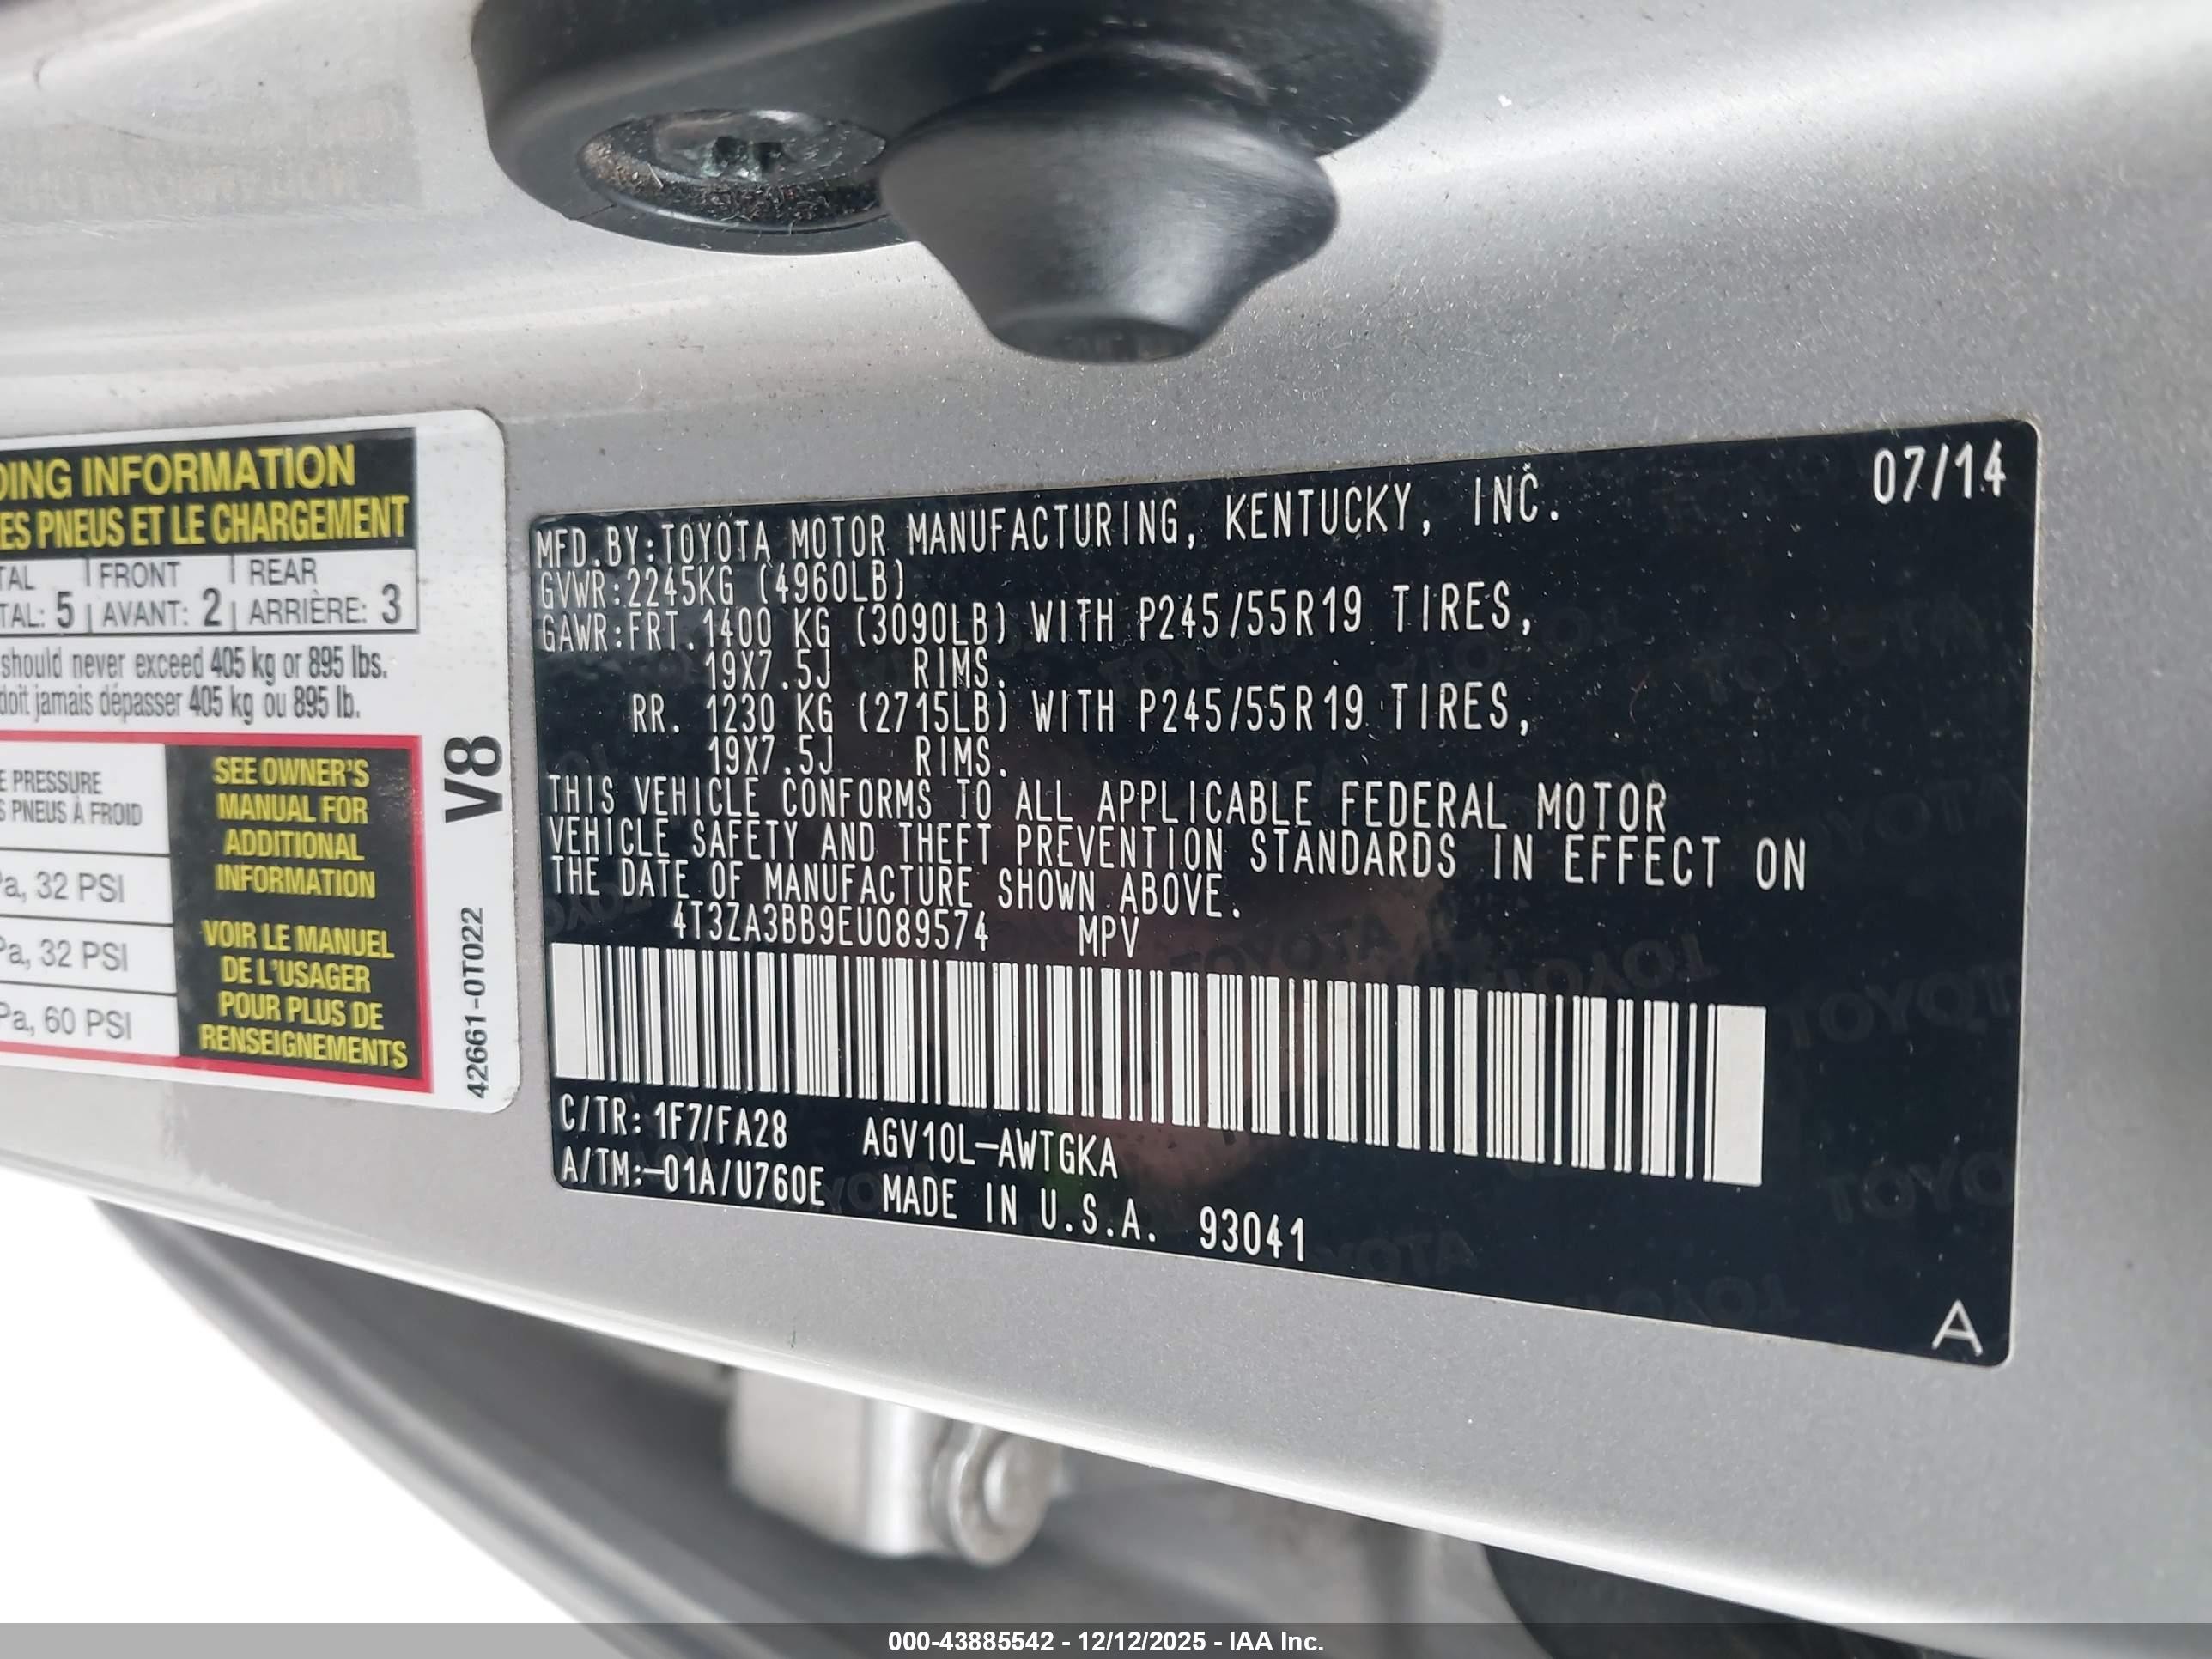 DING INFORMATION
ES PNEUS ET LE CHARGEMENT
TAL FRONT REAR
TAL: 5 AVANT: 2 ARRIÈRE: 3
should never exceed 405 kg or 895 lbs.
doit jamais dépasser 405 kg ou 895 lb.
E PRESSURE
S PNEUS À FROID
Pa, 32 PSI
Pa, 32 PSI
Pa, 60 PSI
SEE OWNER'S
MANUAL FOR
ADDITIONAL
INFORMATION
VOIR LE MANUEL
DE L'USAGER
POUR PLUS DE
RENSEIGNEMENTS
V8
42661-0T022
07/14
MFD.BY:TOYOTA MOTOR MANUFACTURING, KENTUCKY, INC.
GVWR:2245KG (4960LB)
GAWR:FRT.1400 KG (3090LB) WITH P245/55R19 TIRES,
19X7.5J RIMS.
RR. 1230 KG (2715LB) WITH P245/55R19 TIRES,
19X7.5J RIMS.
THIS VEHICLE CONFORMS TO ALL APPLICABLE FEDERAL MOTOR
VEHICLE SAFETY AND THEFT PREVENTION STANDARDS IN EFFECT ON
THE DATE OF MANUFACTURE SHOWN ABOVE.
4T3ZA3BB9EU089574 MPV
C/TR: 1F7/FA28 AGV10L-AWTGKA
A/TM:-01A/U760E MADE IN U.S.A. 93041
A
000-43885542 - 12/12/2025 - IAA Inc.